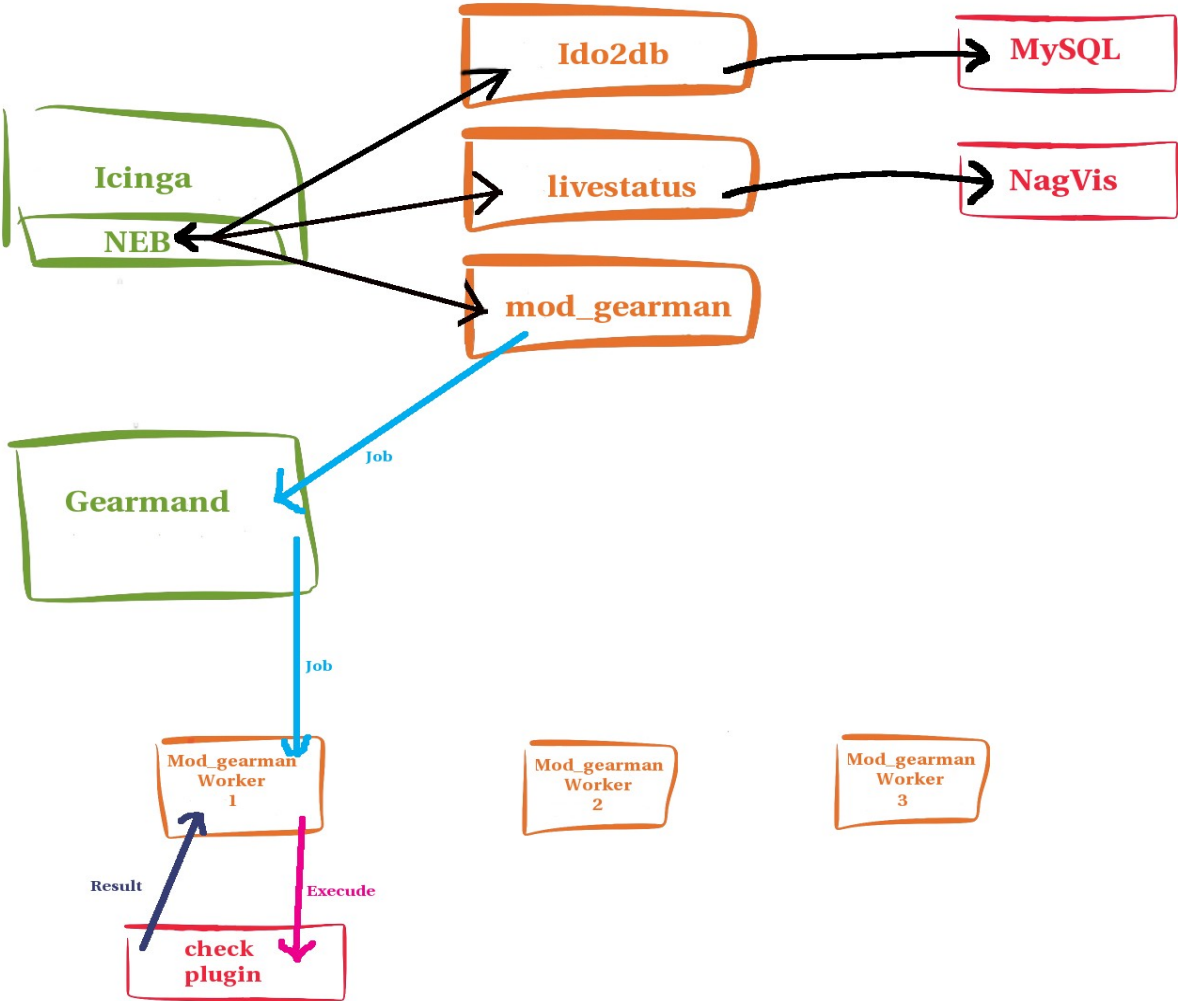 Ido2db
MySQL
Icinga
livestatus
NagVis
NEB
mod_gearman
Job
Gearmand
Job
Mod_gearman
Worker
1
Mod_gearman
Worker
2
Mod_gearman
Worker
3
Result
Execude
check
plugin